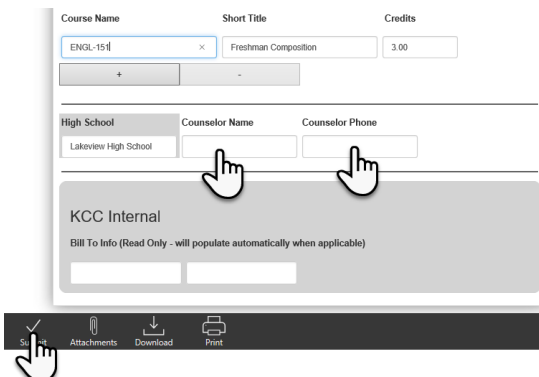 Course Name Short Title Credits
ENGL-151 × Freshman Composition 3.00
+ -
High School Counselor Name Counselor Phone
Lakeview High School
KCC Internal
Bill To Info (Read Only - will populate automatically when applicable)
Submit Attachments Download Print